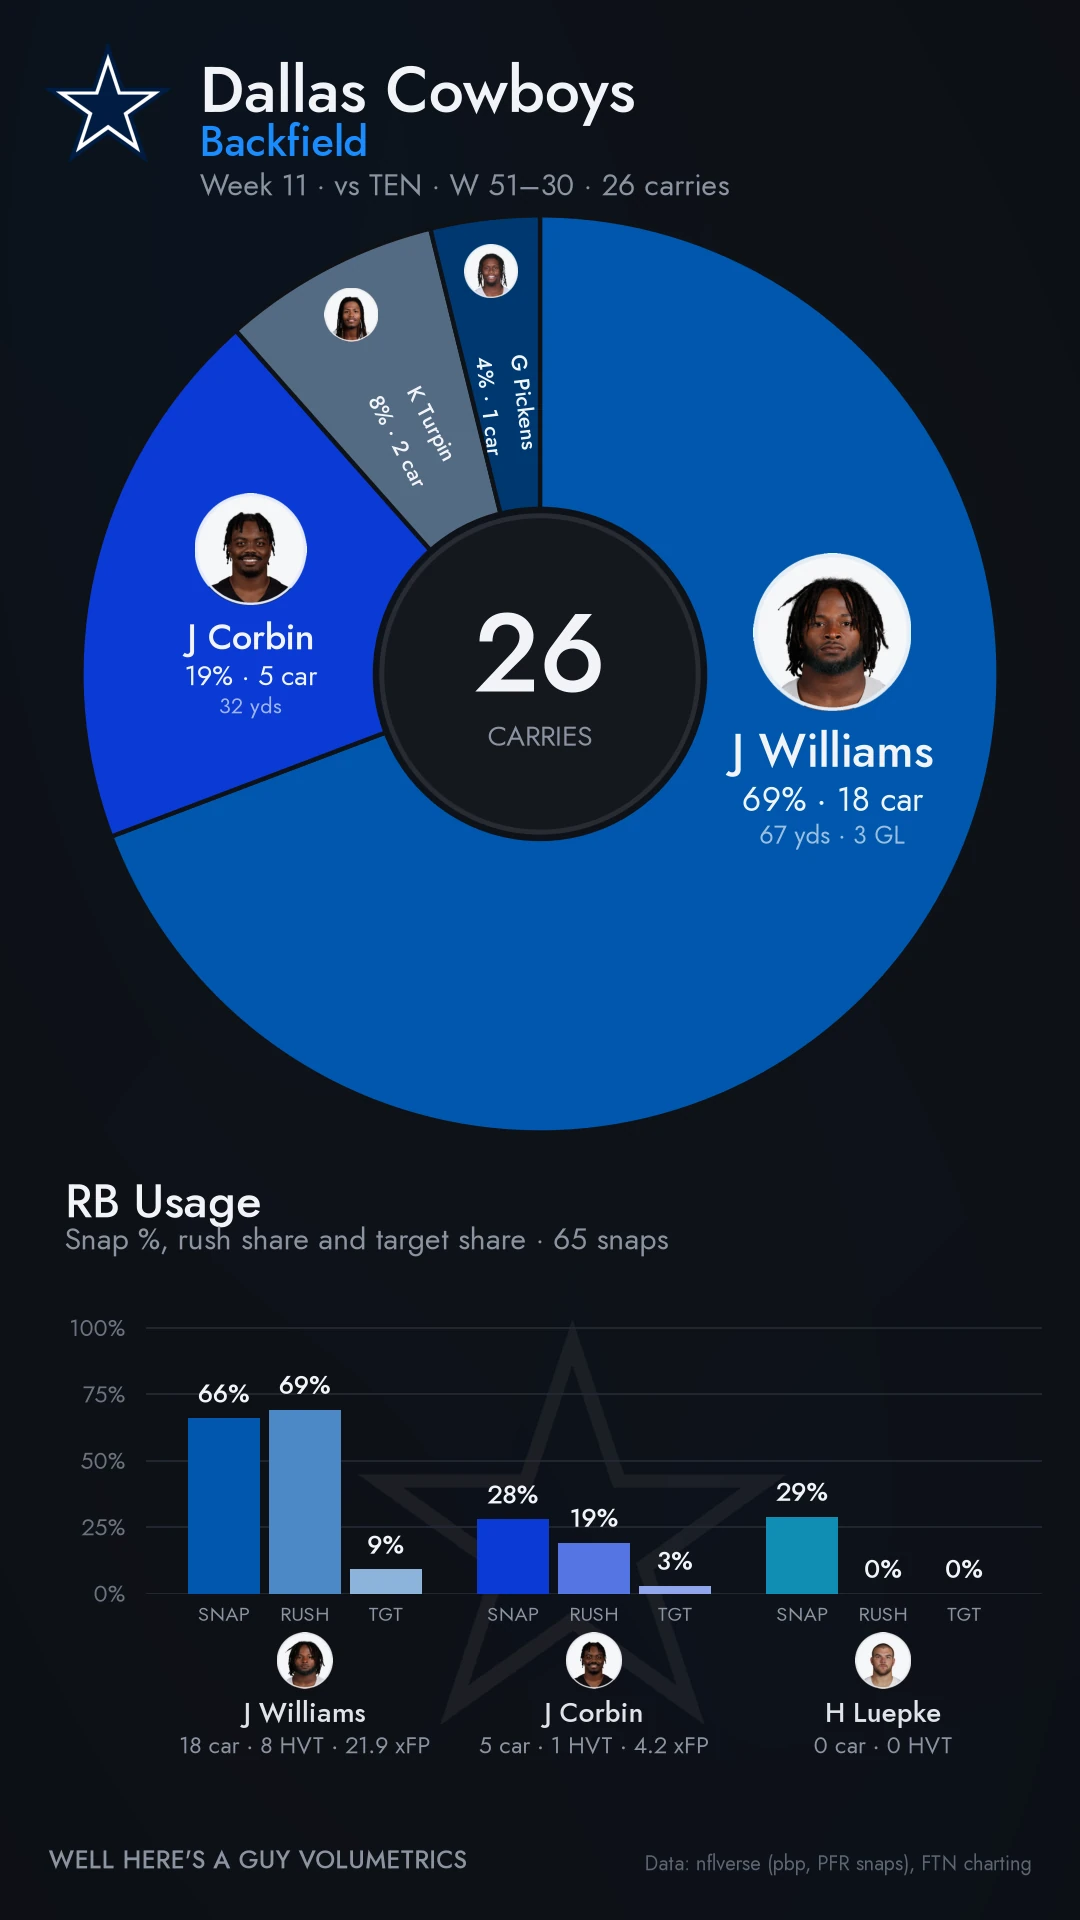 Dallas Cowboys
Backfield
Week 11 · vs TEN · W 51–30 · 26 carries
G Pickens
4% · 1 car
K Turpin
8% · 2 car
J Corbin
19% · 5 car
32 yds
26
CARRIES
J Williams
69% · 18 car
67 yds · 3 GL
RB Usage
Snap %, rush share and target share · 65 snaps
100%
75%
50%
25%
0%
66% 69% 9%
28% 19% 3%
29% 0% 0%
SNAP RUSH TGT SNAP RUSH TGT SNAP RUSH TGT
J Williams J Corbin H Luepke
18 car · 8 HVT · 21.9 xFP 5 car · 1 HVT · 4.2 xFP 0 car · 0 HVT
WELL HERE'S A GUY VOLUMETRICS
Data: nflverse (pbp, PFR snaps), FTN charting